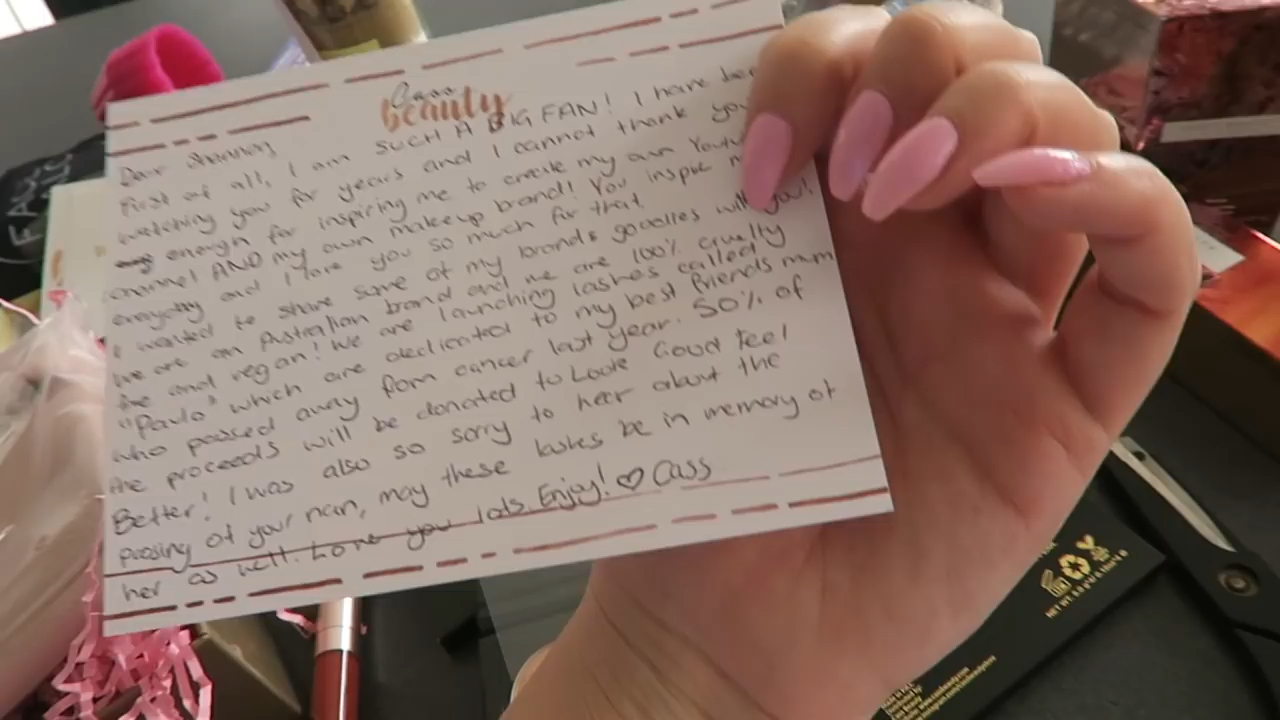 beauty
Dear Shannon,
First of all, I am SUCH A BIG FAN! I have been
watching you for years and I cannot thank you
enough for inspiring me to create my own Youtube
channel AND my own makeup brand! You inspire me
everyday and I love you so much for that.
I wanted to share some of my brands goodies with you!
We are an Australian brand and we are 100% cruelty
free and vegan! We are launching lashes called
"Paula" which are dedicated to my best friends mum
who passed away from cancer last year. 50% of
the proceeds will be donated to Look Good Feel
Better! I was also so sorry to hear about the
passing of your nan, may these lashes be in memory of
her as well. Love you lots. Enjoy! ♡ Cass